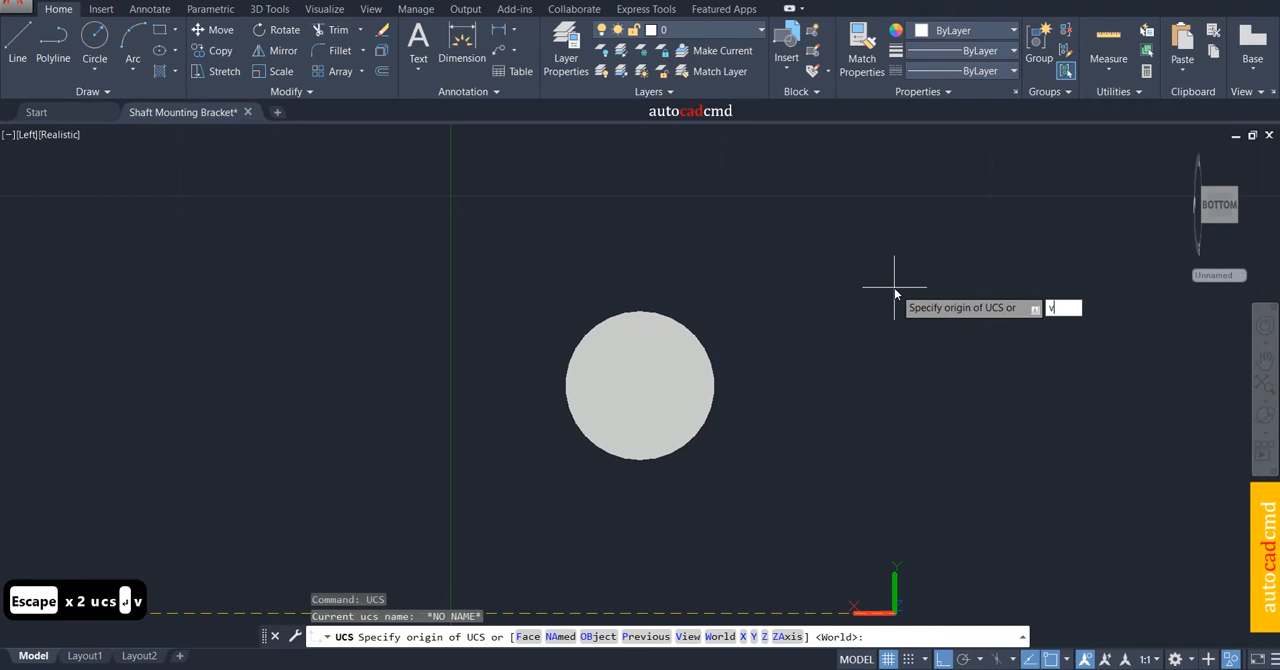 Home Insert Annotate Parametric 3D Tools Visualize View Manage Output Add-ins Collaborate Express Tools Featured Apps
Line Polyline Circle Arc
Move Rotate Trim
Copy Mirror Fillet
Stretch Scale Array
Text Dimension Table
Layer Properties
0
Make Current
Match Layer
Insert
Match Properties
ByLayer
ByLayer
ByLayer
Group Measure Paste Base
Draw Modify Annotation Layers Block Properties Groups Utilities Clipboard View
Start Shaft Mounting Bracket* autocadcmd
[−][Left][Realistic]
BOTTOM
Unnamed
Specify origin of UCS or v
autocadcmd
Y
X Z
Escape x 2 ucs ↲ v
Command: UCS
Current ucs name: *NO NAME*
UCS Specify origin of UCS or [Face NAmed OBject Previous View World X Y Z ZAxis] <World>:
Model Layout1 Layout2 +
MODEL 1:1